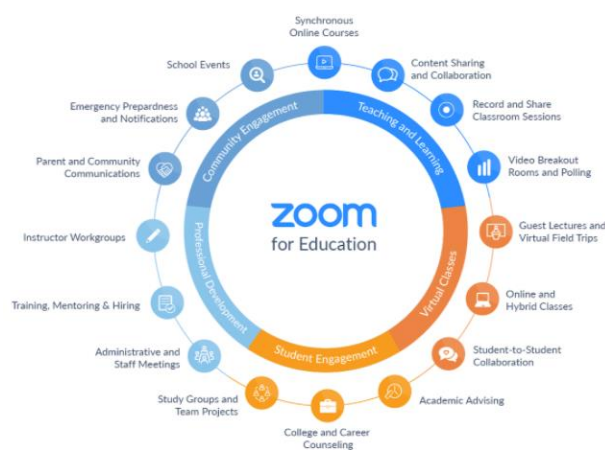 Synchronous
Online Courses
Content Sharing
and Collaboration
Record and Share
Classroom Sessions
Video Breakout
Rooms and Polling
Guest Lectures and
Virtual Field Trips
Online and
Hybrid Classes
Student-to-Student
Collaboration
Academic Advising
College and Career
Counseling
Study Groups and
Team Projects
Administrative and
Staff Meetings
Training, Mentoring & Hiring
Instructor Workgroups
Parent and Community
Communications
Emergency Prepardness
and Notifications
School Events
Community Engagement
Teaching and Learning
Virtual Classes
Student Engagement
Professional Development
zoom
for Education